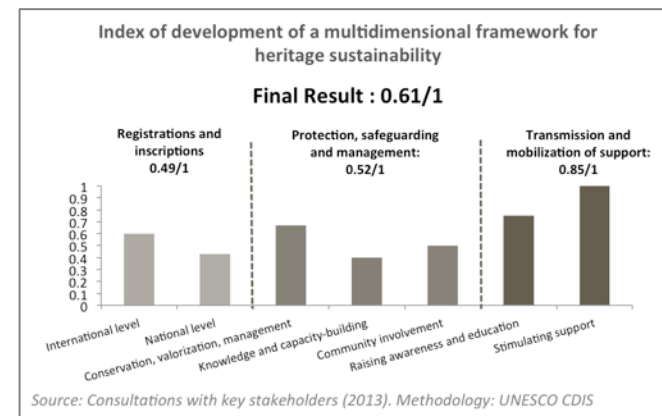 Index of development of a multidimensional framework for
heritage sustainability
Final Result : 0.61/1
Registrations and
inscriptions
0.49/1
Protection, safeguarding
and management:
0.52/1
Transmission and
mobilization of support:
0.85/1
1
0.9
0.8
0.7
0.6
0.5
0.4
0.3
0.2
0.1
0
International level
National level
Conservation, valorization, management
Knowledge and capacity-building
Community involvement
Raising awareness and education
Stimulating support
Source: Consultations with key stakeholders (2013). Methodology: UNESCO CDIS